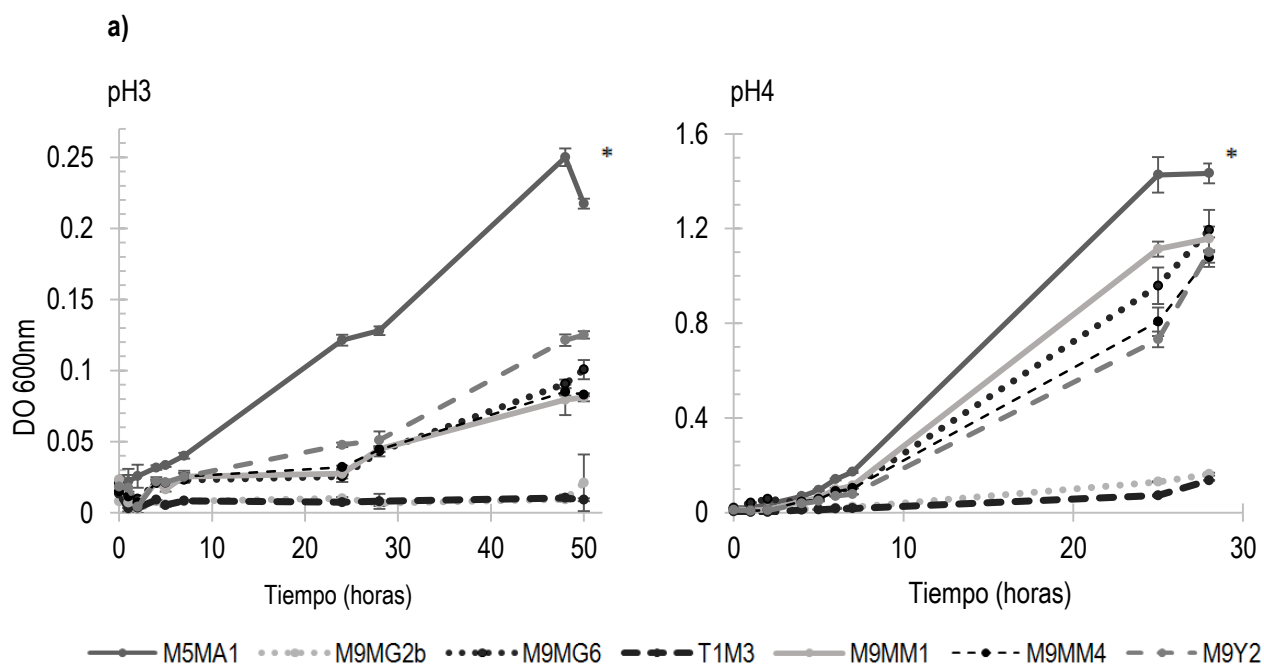 a)
pH3
pH4
DO 600nm
0.25
0.2
0.15
0.1
0.05
0
*
0 10 20 30 40 50
Tiempo (horas)
1.6
1.2
0.8
0.4
0
*
0 10 20 30
Tiempo (horas)
M5MA1 M9MG2b M9MG6 T1M3 M9MM1 M9MM4 M9Y2